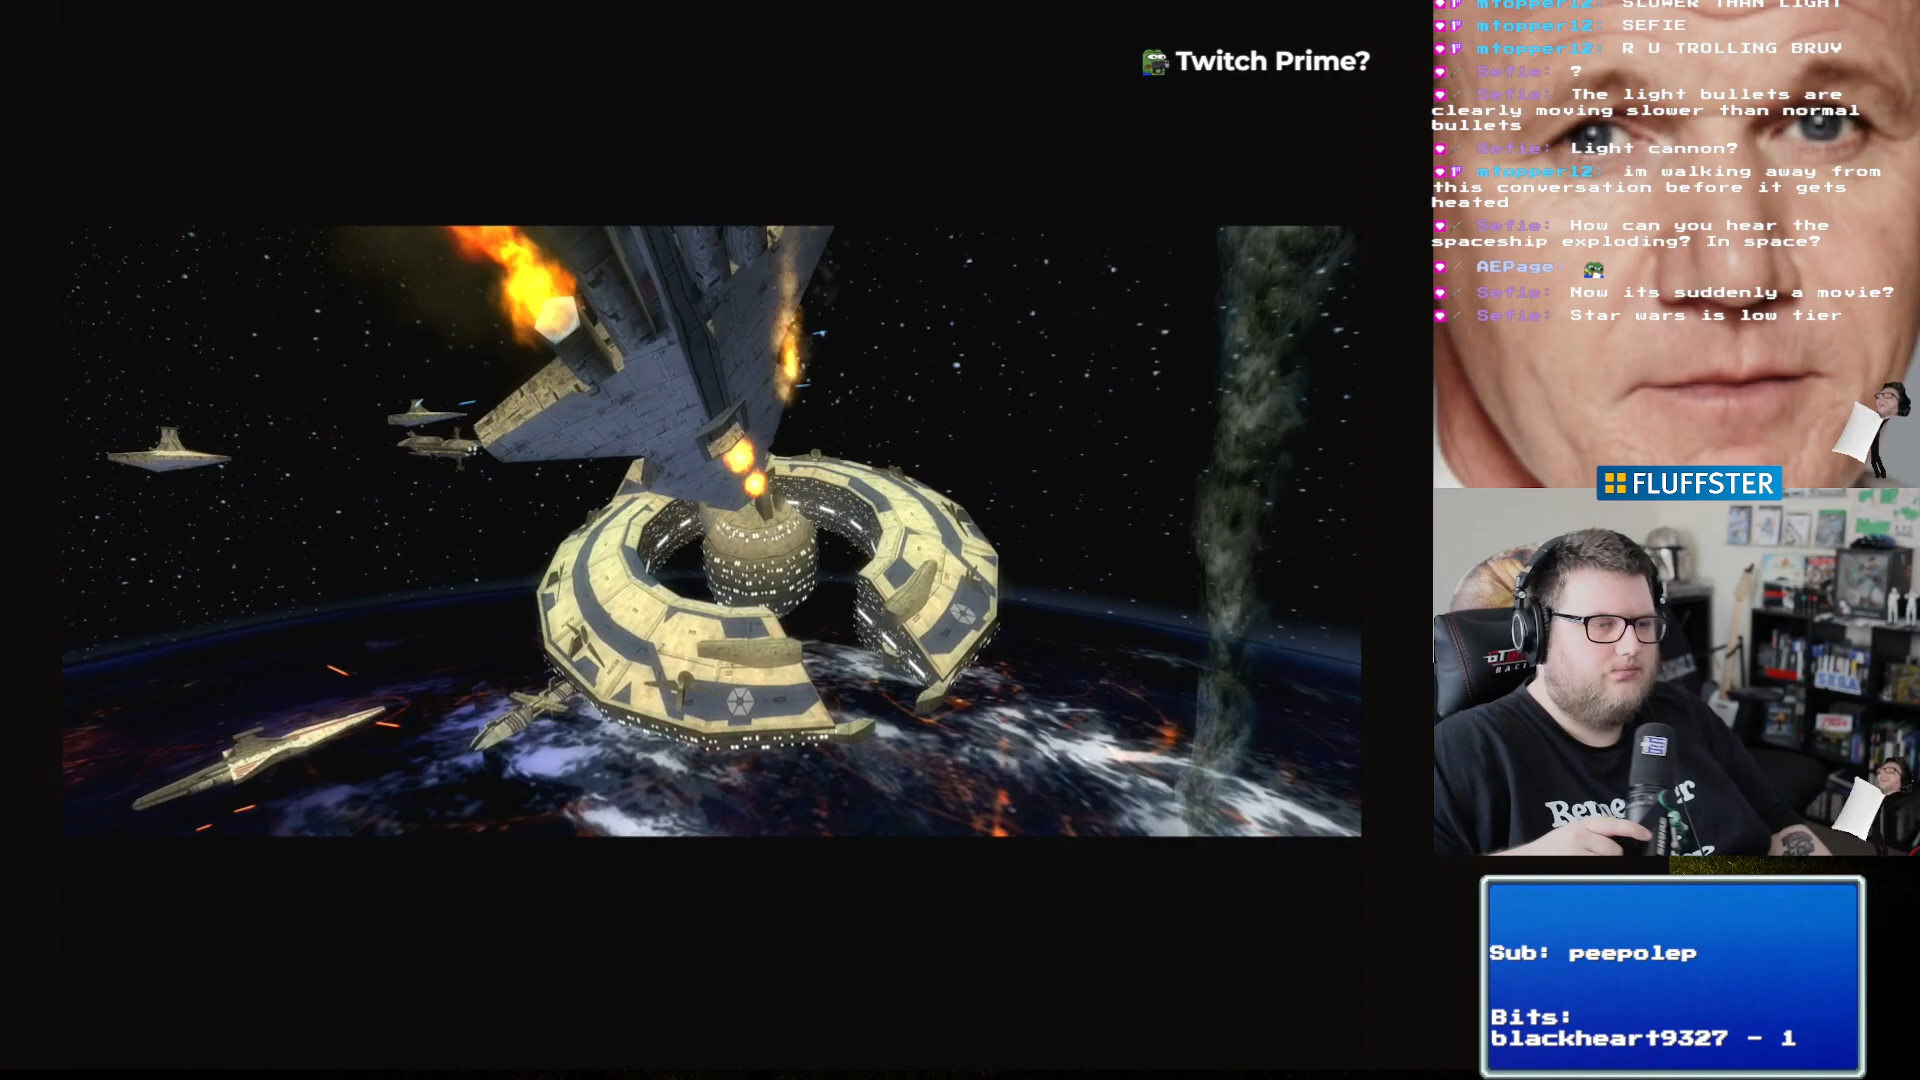 Twitch Prime?
mtopper12: SLOWER THAN LIGHT
mtopper12: SEFIE
mtopper12: R U TROLLING BRUV
Sefie: ?
Sefie: The light bullets are
clearly moving slower than normal
bullets
Sefie: Light cannon?
mtopper12: im walking away from
this conversation before it gets
heated
Sefie: How can you hear the
spaceship exploding? In space?
AEPage:
Sefie: Now its suddenly a movie?
Sefie: Star wars is low tier
FLUFFSTER
SEGA
Sub: peepolep
Bits:
blackheart9327 - 1